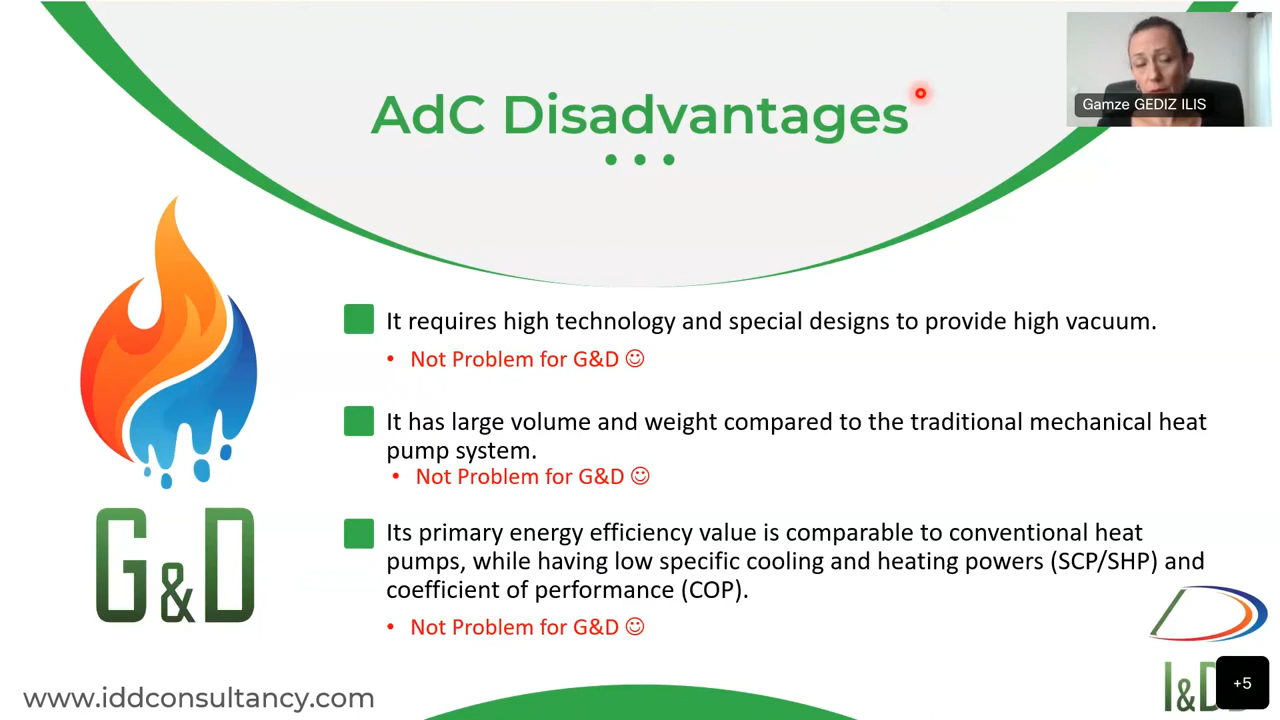 AdC Disadvantages
Gamze GEDIZ ILIS
It requires high technology and special designs to provide high vacuum.
• Not Problem for G&D ☺
It has large volume and weight compared to the traditional mechanical heat
pump system.
• Not Problem for G&D ☺
Its primary energy efficiency value is comparable to conventional heat
pumps, while having low specific cooling and heating powers (SCP/SHP) and
coefficient of performance (COP).
• Not Problem for G&D ☺
G&D
www.iddconsultancy.com
+5